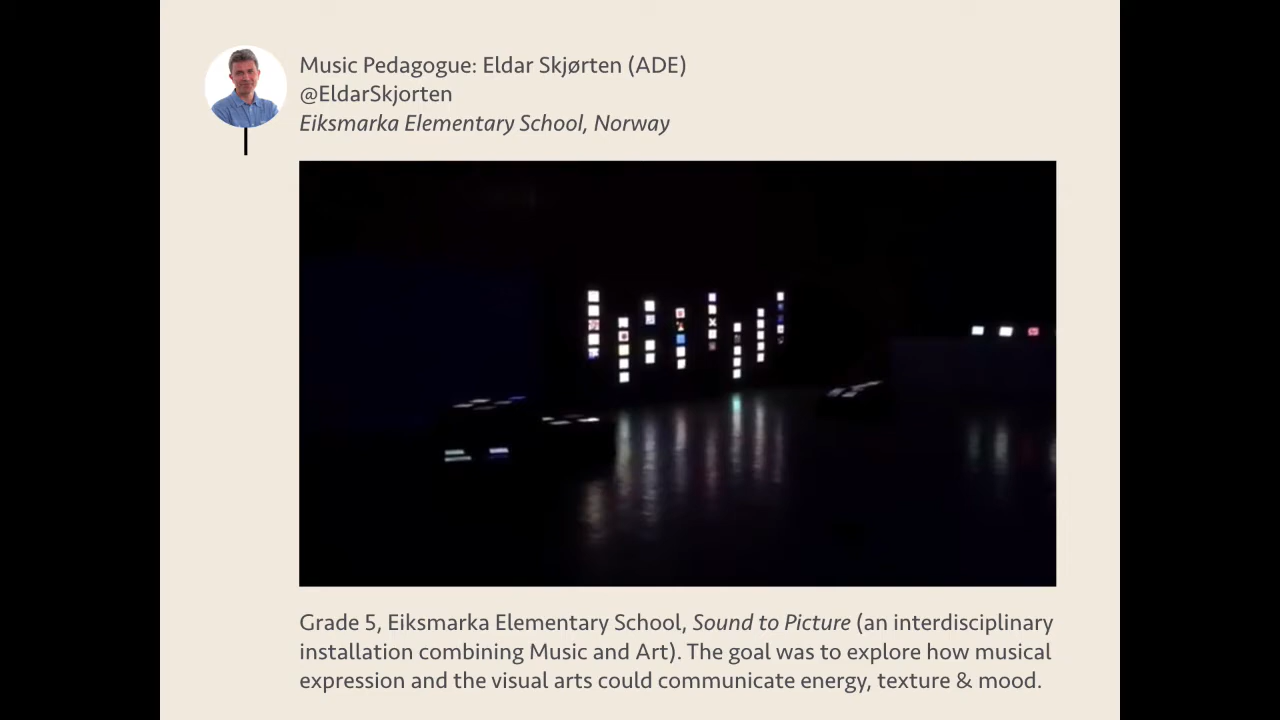 Music Pedagogue: Eldar Skjørten (ADE)
@EldarSkjorten
Eiksmarka Elementary School, Norway
Grade 5, Eiksmarka Elementary School, Sound to Picture (an interdisciplinary
installation combining Music and Art). The goal was to explore how musical
expression and the visual arts could communicate energy, texture & mood.